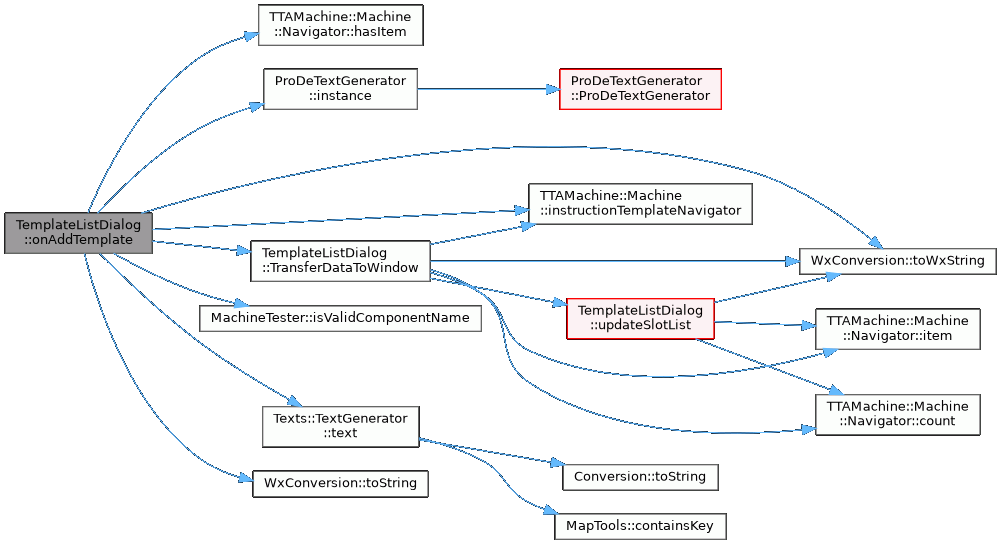 TTAMachine::Machine
::Navigator::hasItem
ProDeTextGenerator
::instance
ProDeTextGenerator
::ProDeTextGenerator
TTAMachine::Machine
::instructionTemplateNavigator
TemplateListDialog
::onAddTemplate
TemplateListDialog
::TransferDataToWindow
WxConversion::toWxString
MachineTester::isValidComponentName
TemplateListDialog
::updateSlotList
TTAMachine::Machine
::Navigator::item
TTAMachine::Machine
::Navigator::count
Texts::TextGenerator
::text
WxConversion::toString
Conversion::toString
MapTools::containsKey